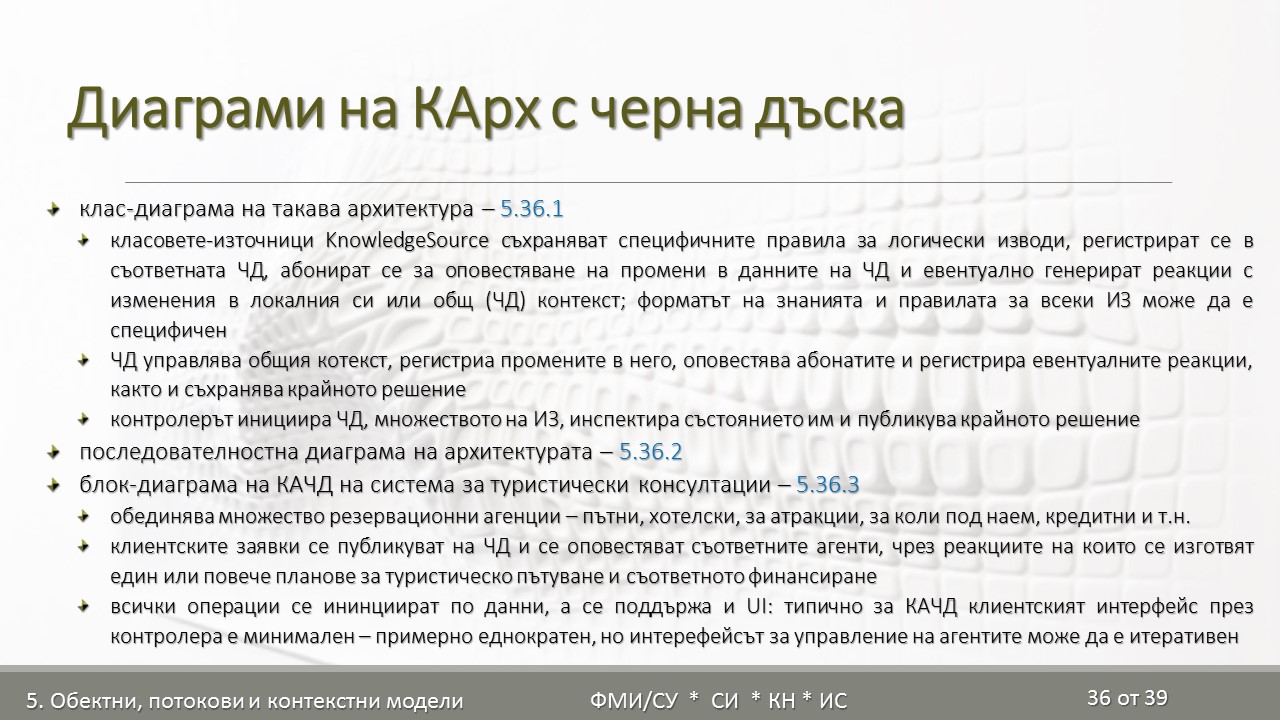 Диаграми на КАрх с черна дъска
клас-диаграма на такава архитектура – 5.36.1
класовете-източници KnowledgeSource съхраняват специфичните правила за логически изводи, регистрират се в
съответната ЧД, абонират се за оповестяване на промени в данните на ЧД и евентуално генерират реакции с
изменения в локалния си или общ (ЧД) контекст; форматът на знанията и правилата за всеки ИЗ може да е
специфичен
ЧД управлява общия котекст, регистриа промените в него, оповестява абонатите и регистрира евентуалните реакции,
както и съхранява крайното решение
контролерът инициира ЧД, множеството на ИЗ, инспектира състоянието им и публикува крайното решение
последователностна диаграма на архитектурата – 5.36.2
блок-диаграма на КАЧД на система за туристически консултации – 5.36.3
обединява множество резервационни агенции – пътни, хотелски, за атракции, за коли под наем, кредитни и т.н.
клиентските заявки се публикуват на ЧД и се оповестяват съответните агенти, чрез реакциите на които се изготвят
един или повече планове за туристическо пътуване и съответното финансиране
всички операции се ининциират по данни, а се поддържа и UI: типично за КАЧД клиентският интерфейс през
контролера е минимален – примерно еднократен, но интерефейсът за управление на агентите може да е итеративен
5. Обектни, потокови и контекстни модели
ФМИ/СУ * СИ * КН * ИС
36 от 39